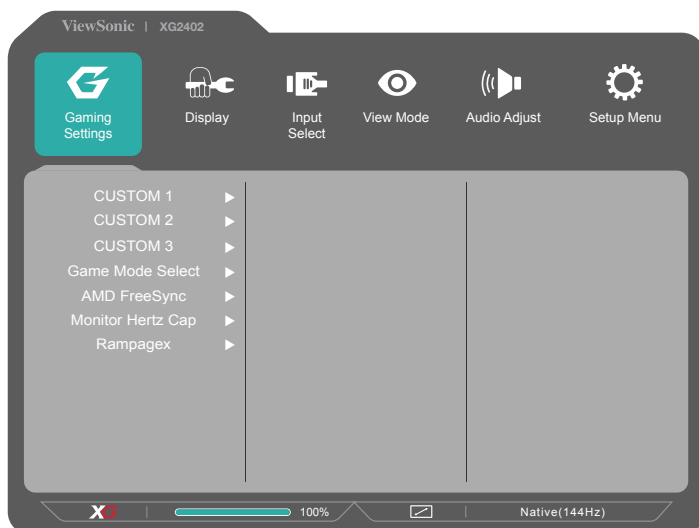 ViewSonic | XG2402
Gaming
Settings
Display
Input
Select
View Mode
Audio Adjust
Setup Menu
CUSTOM 1
CUSTOM 2
CUSTOM 3
Game Mode Select
AMD FreeSync
Monitor Hertz Cap
Rampagex
XG | 100% | Native(144Hz)